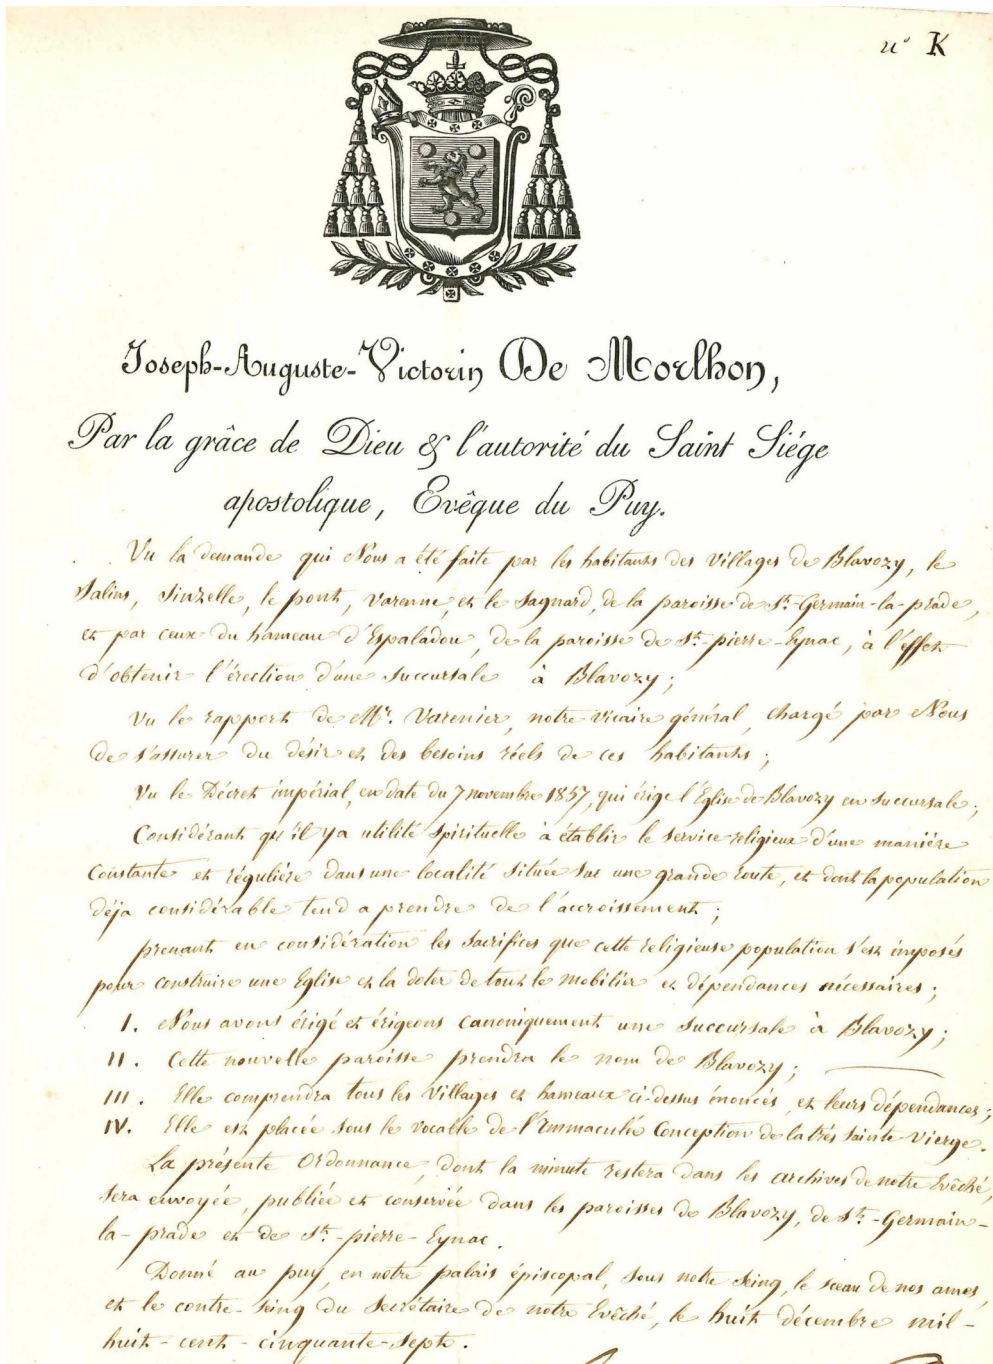 n° K
Joseph-Auguste-Victorin De Morlhon,
Par la grâce de Dieu & l'autorité du Saint Siége
apostolique, Evêque du Puy.
Vu la demande qui Nous a été faite par les habitants des Villages de Blavozy, le
Salins, Sinzelle, le pont, Varenne, et le Sagnard, de la paroisse de St-Germain-la-prade,
et par ceux du hameau d'Espaladou, de la paroisse de St-pierre-Eynac, à l'effet
d'obtenir l'érection d'une Succursale à Blavozy;
Vu le rapport de Mr. Varenier, notre vicaire général, chargé par Nous
de s'assurer du désir et des besoins réels de ces habitants;
Vu le Décret impérial, en date du 7 novembre 1857, qui érige l'Eglise de Blavozy en Succursale;
Considérant qu'il y a utilité Spirituelle à établir le service religieux d'une manière
Constante et régulière dans une localité située sur une grande route, et dont la population
déja considérable tend a prendre de l'accroissement;
prenant en considération les Sacrifices que cette religieuse population s'est imposés
pour construire une Eglise et la doter de tout le mobilier et dépendances nécessaires;
I. Nous avons érigé et érigeons Canoniquement une Succursale à Blavozy;
II. Cette nouvelle paroisse prendra le nom de Blavozy;
III. Elle comprendra tous les Villages et hameaux ci-dessus énoncés, et leurs dépendances;
IV. Elle est placée sous le vocable de l'Immaculée Conception de la très Sainte-Vierge.
La présente Ordonnance, dont la minute restera dans les archives de notre Evêché,
sera envoyée, publiée et conservée dans les paroisses de Blavozy, de St-Germain-
la-prade et de St-pierre-Eynac.
Donné au puy, en notre palais épiscopal, sous notre Seing, le sceau de nos armes,
et le contre-seing du Secrétaire de notre Evêché, le huit décembre mil-
huit-cent-cinquante-sept.